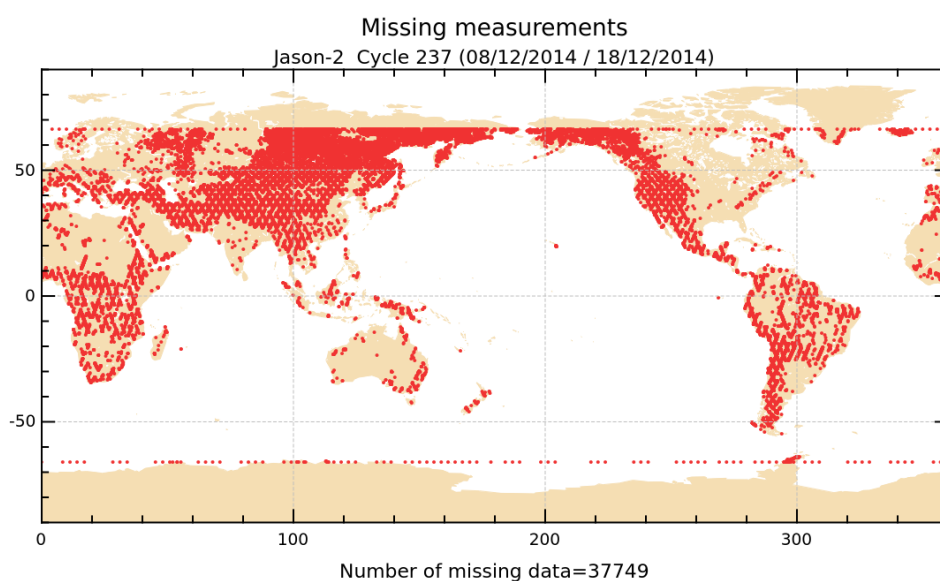 Missing measurements
Jason-2 Cycle 237 (08/12/2014 / 18/12/2014)
50
0
-50
0 100 200 300
Number of missing data=37749